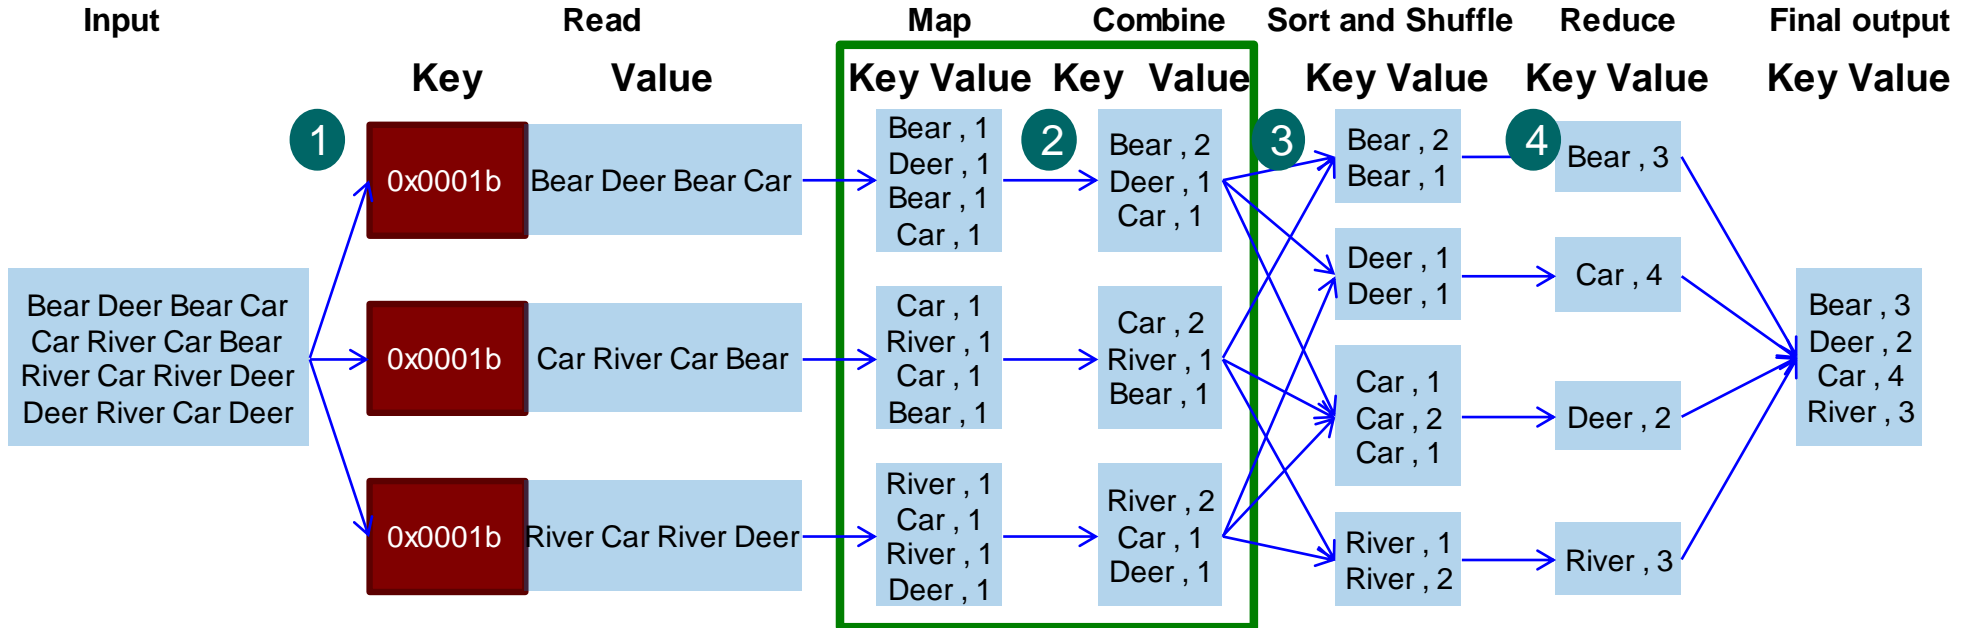 Input
Read
Map
Combine
Sort and Shuffle
Reduce
Final output
Key Value
Key Value
Key Value
Key Value
Key Value
Key Value
1
2
3
4
Bear Deer Bear Car
Car River Car Bear
River Car River Deer
Deer River Car Deer
0x0001b
Bear Deer Bear Car
0x0001b
Car River Car Bear
0x0001b
River Car River Deer
Bear , 1
Deer , 1
Bear , 1
Car , 1
Car , 1
River , 1
Car , 1
Bear , 1
River , 1
Car , 1
River , 1
Deer , 1
Bear , 2
Deer , 1
Car , 1
Car , 2
River , 1
Bear , 1
River , 2
Car , 1
Deer , 1
Bear , 2
Bear , 1
Deer , 1
Deer , 1
Car , 1
Car , 2
Car , 1
River , 1
River , 2
Bear , 3
Car , 4
Deer , 2
River , 3
Bear , 3
Deer , 2
Car , 4
River , 3